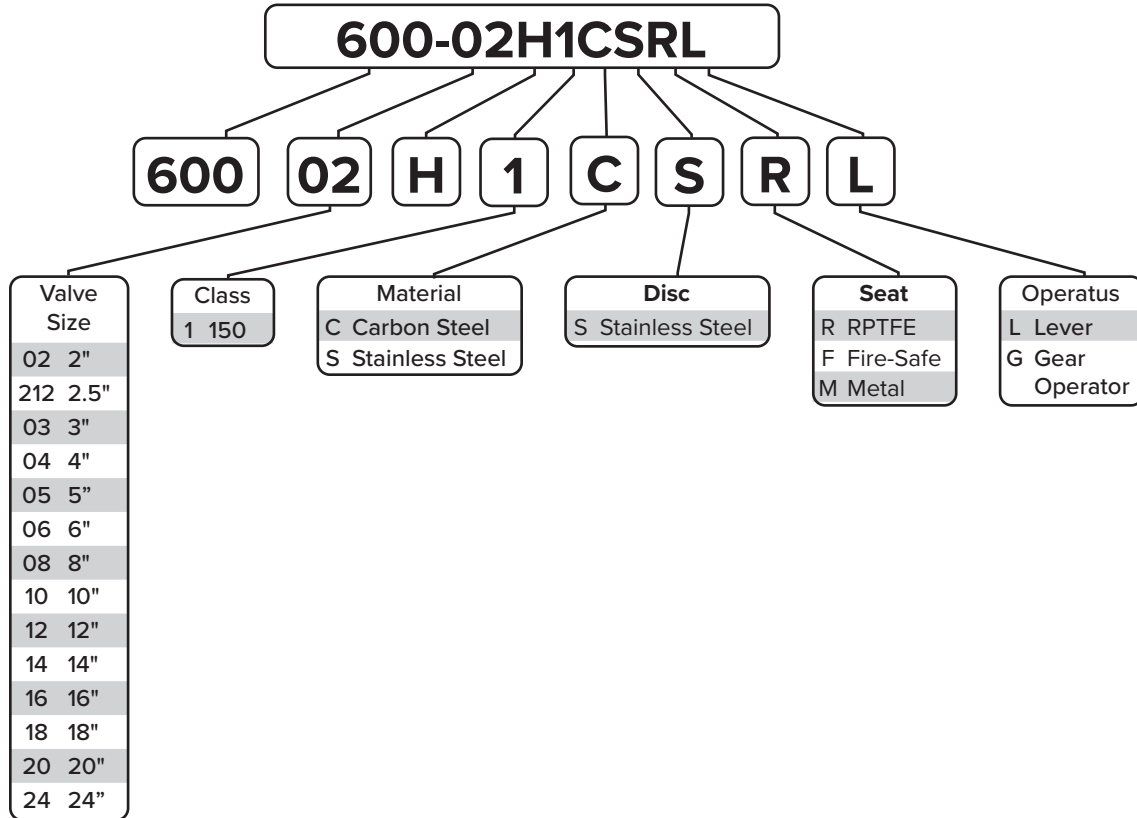 600-02H1CSRL
600 02 H 1 C S R L
Valve
Size
02 2"
212 2.5"
03 3"
04 4"
05 5”
06 6"
08 8"
10 10"
12 12"
14 14"
16 16"
18 18"
20 20"
24 24”
Class
1 150
Material
C Carbon Steel
S Stainless Steel
Disc
S Stainless Steel
Seat
R RPTFE
F Fire-Safe
M Metal
Operatus
L Lever
G Gear
Operator